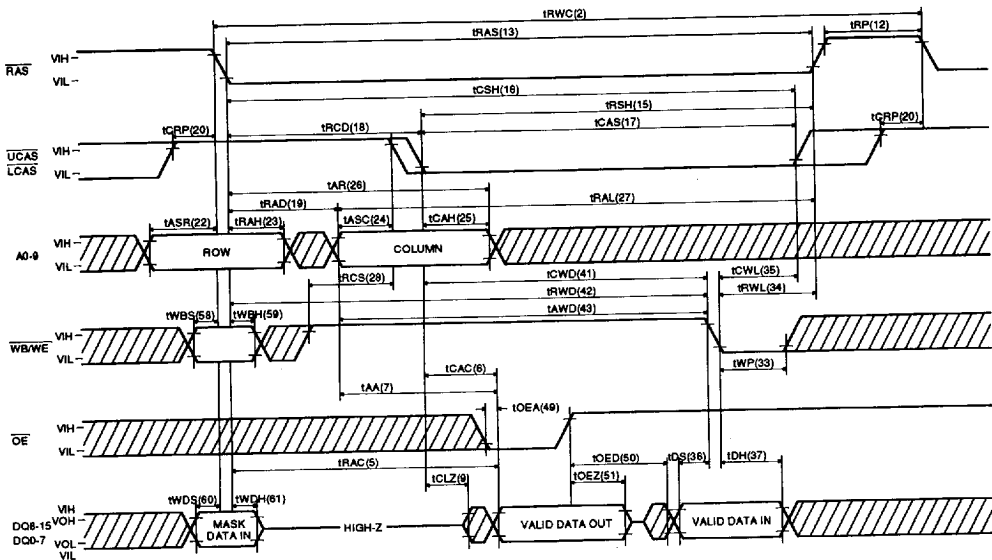 tRWC(2)
tRAS(13)
tRP(12)
VIH
RAS
VIL
tCSH(16)
tRSH(15)
tCRP(20)
tRCD(18)
tCAS(17)
tCRP(20)
VIH
UCAS
LCAS
VIL
tAR(26)
tRAD(19)
tRAL(27)
tASR(22)
tRAH(23)
tASC(24)
tCAH(25)
VIH
A0-9
VIL
ROW
COLUMN
tRCS(28)
tCWD(41)
tCWL(35)
tRWD(42)
tRWL(34)
tAWD(43)
tWBS(58)
tWBH(59)
VIH
WB/WE
VIL
tWP(33)
tCAC(6)
tAA(7)
tOEA(49)
VIH
OE
VIL
tRAC(5)
tOED(50)
tDS(36)
tDH(37)
tCLZ(9)
tOEZ(51)
tWDS(60)
tWDH(61)
VIH
VOH
DQ8-15
DQ0-7
VOL
VIL
MASK
DATA IN
HIGH-Z
VALID DATA OUT
VALID DATA IN